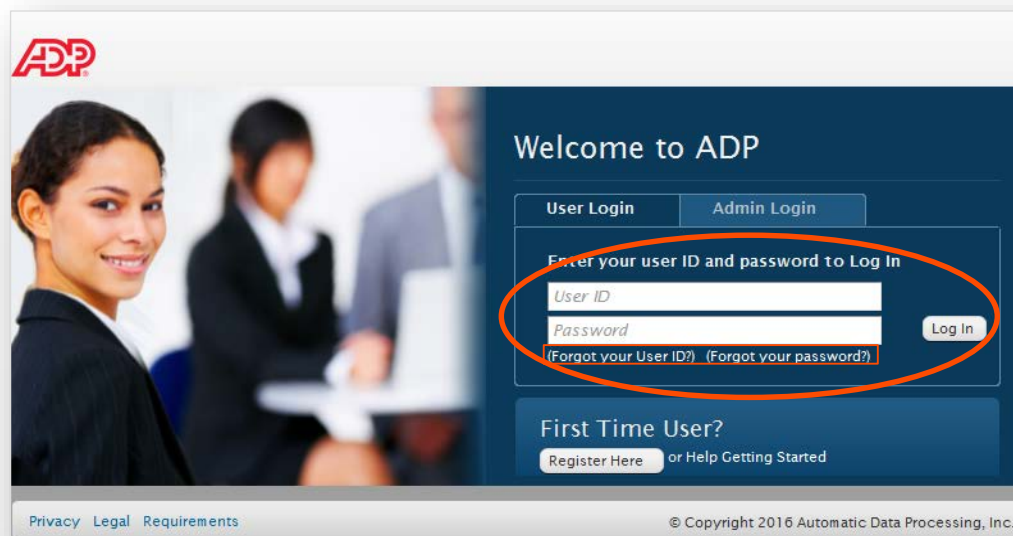 ADP
Welcome to ADP
User Login Admin Login
Enter your user ID and password to Log In
User ID
Password
Log In
(Forgot your User ID?) (Forgot your password?)
First Time User?
Register Here or Help Getting Started
Privacy Legal Requirements © Copyright 2016 Automatic Data Processing, Inc.